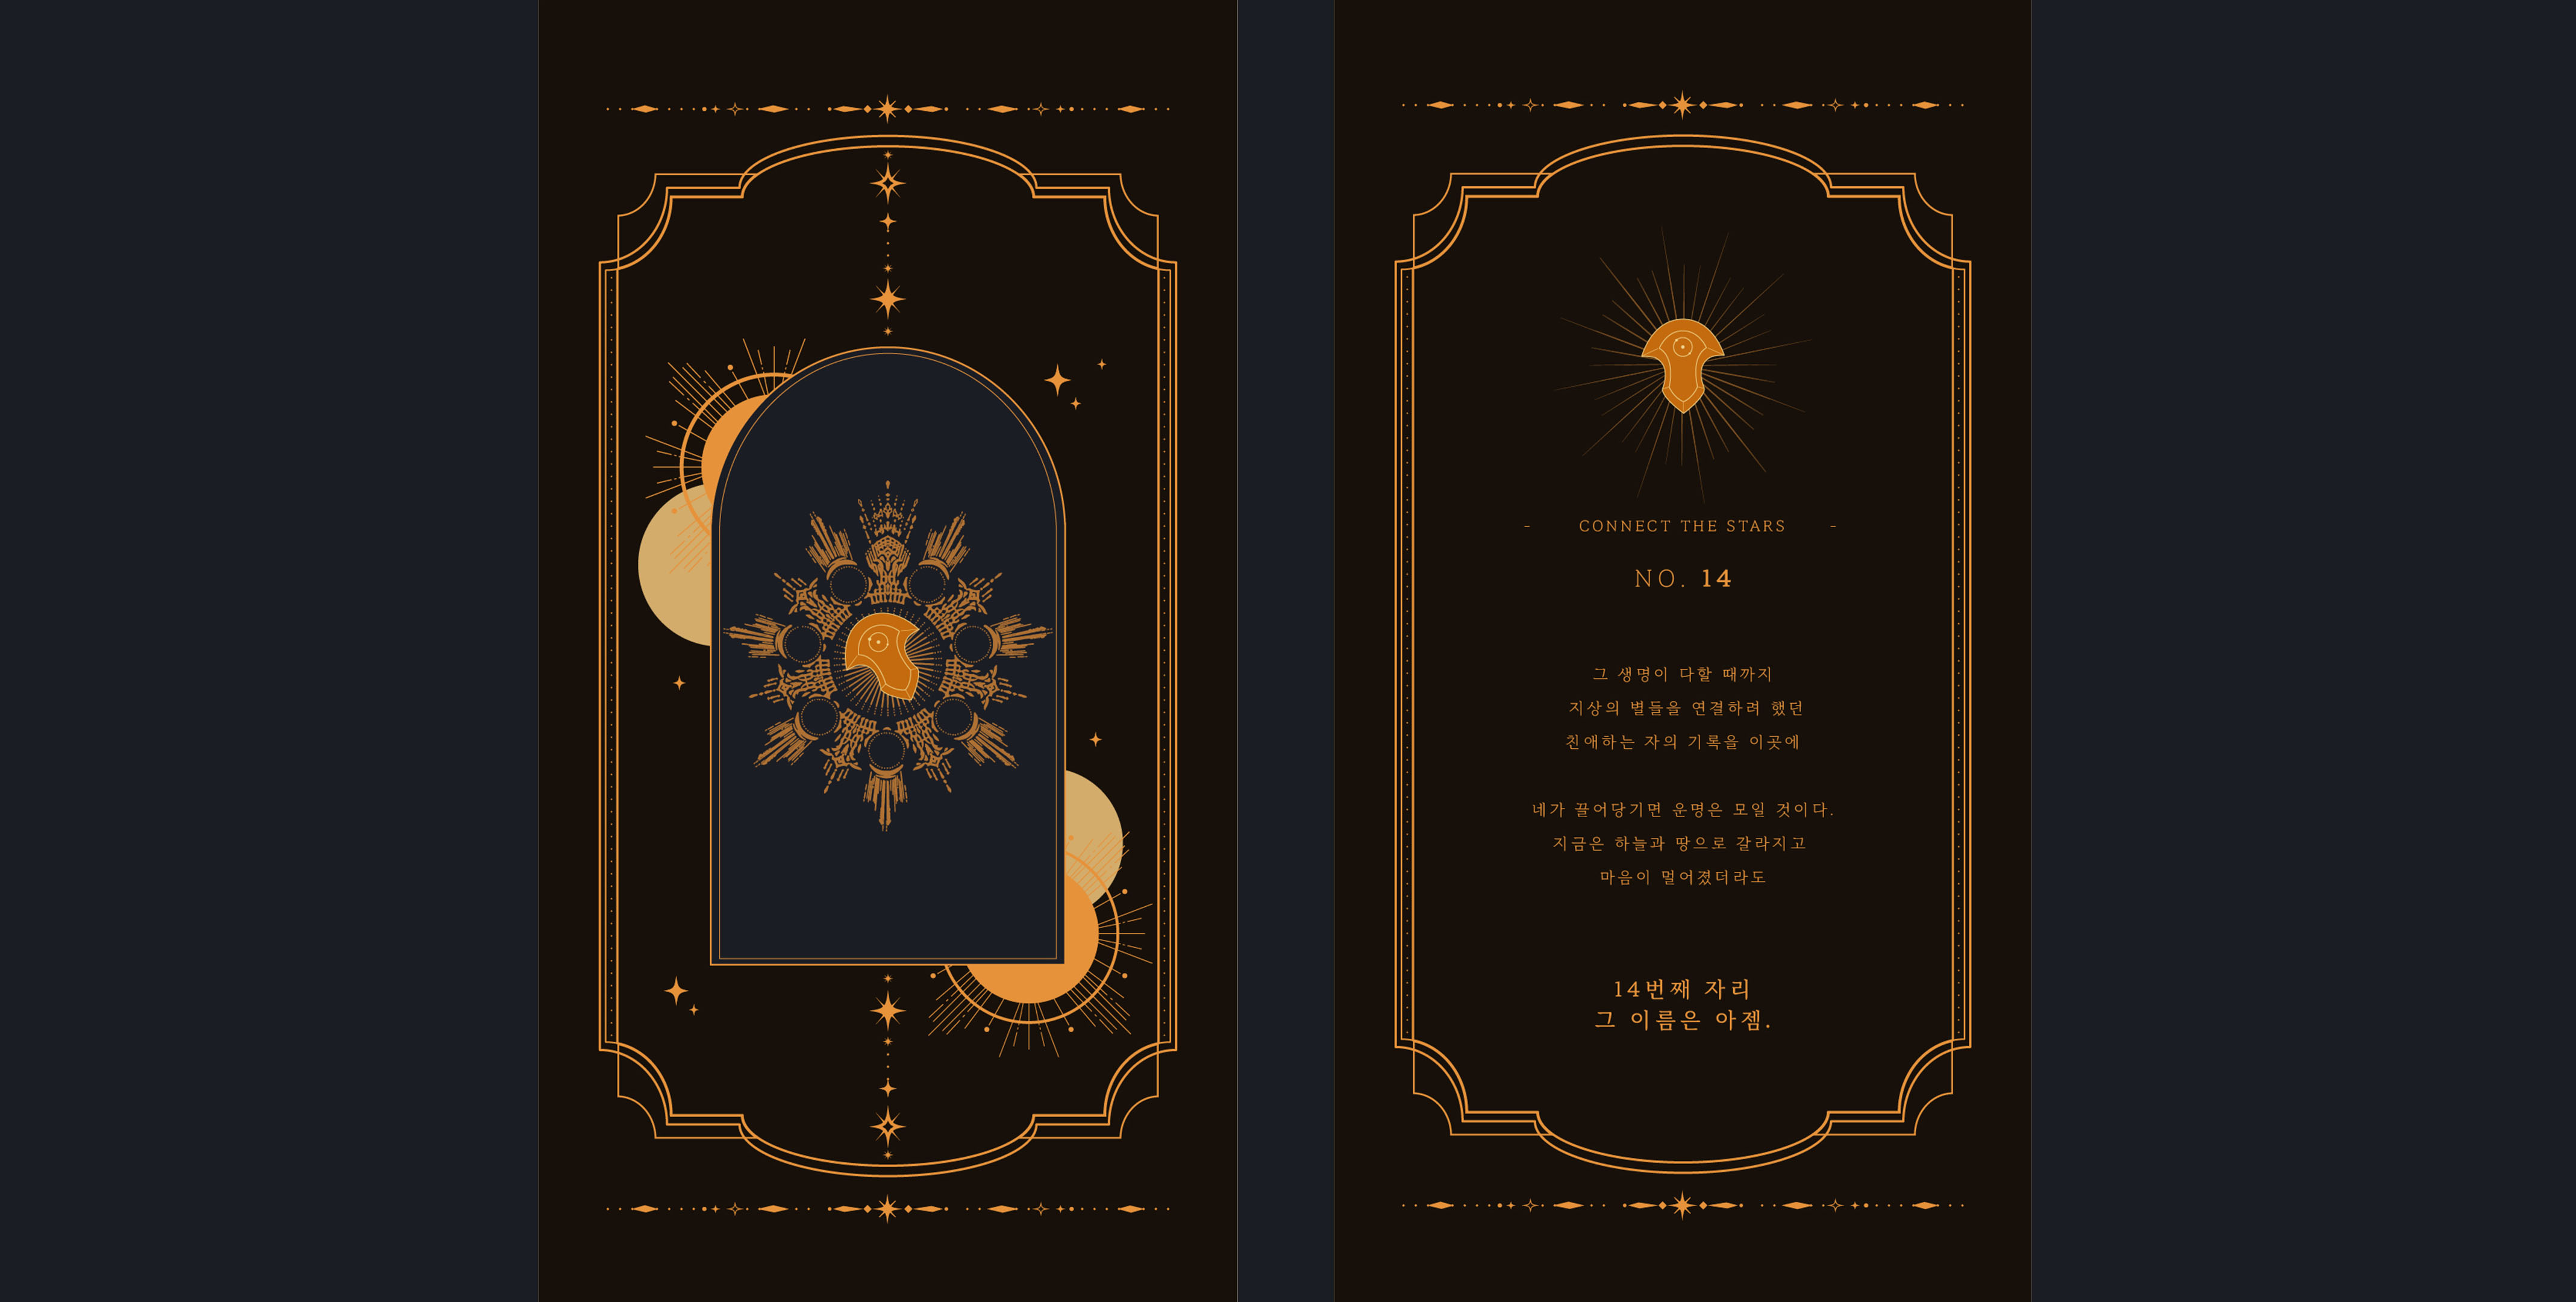 - CONNECT THE STARS -
NO. 14
그 생명이 다할 때까지
지상의 별들을 연결하려 했던
친애하는 자의 기록을 이곳에
네가 끌어당기면 운명은 모일 것이다.
지금은 하늘과 땅으로 갈라지고
마음이 멀어졌더라도
14번째 자리
그 이름은 아젬.